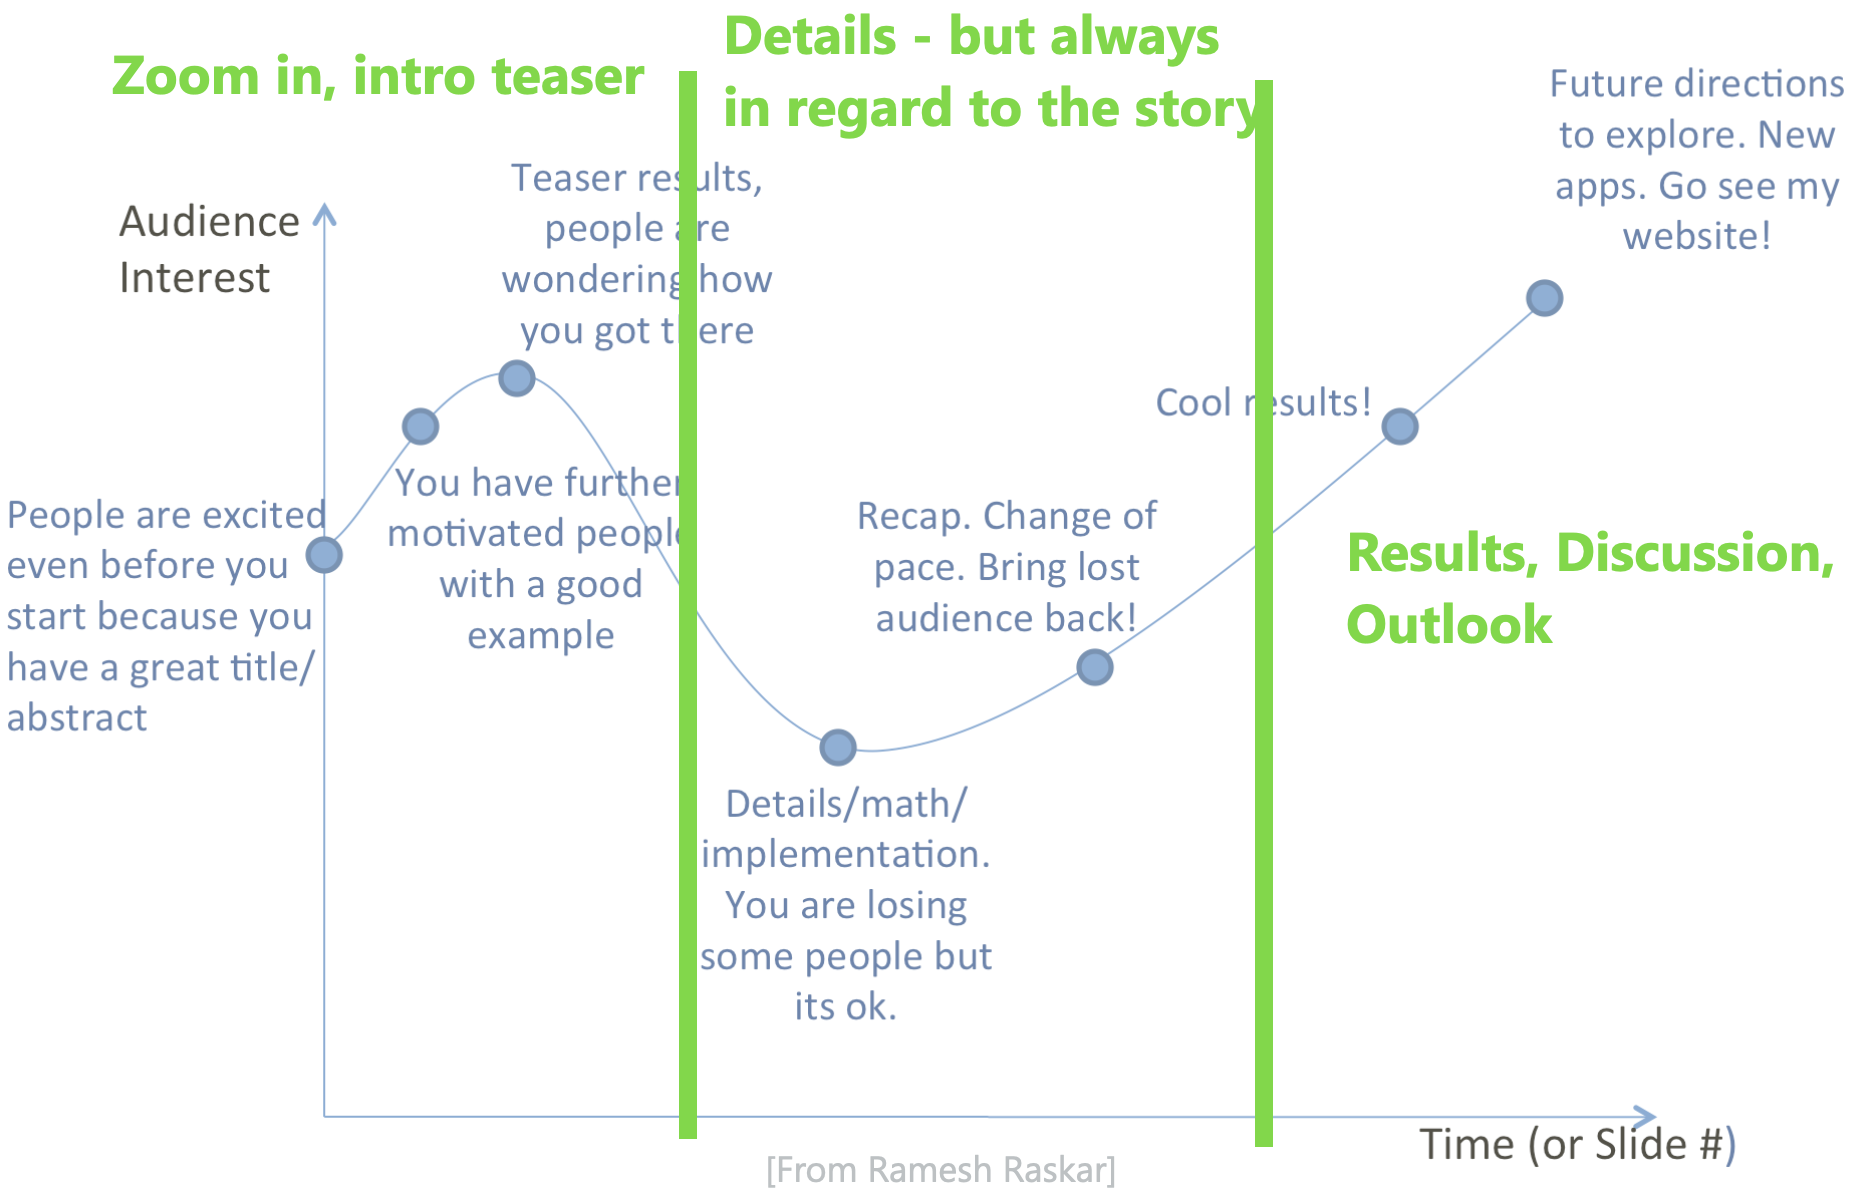 Zoom in, intro teaser
Details - but always
in regard to the story
Future directions
to explore. New
apps. Go see my
website!
Audience
Interest
Teaser results,
people are
wondering how
you got there
Cool results!
People are excited
even before you
start because you
have a great title/
abstract
You have further
motivated people
with a good
example
Recap. Change of
pace. Bring lost
audience back!
Results, Discussion,
Outlook
Details/math/
implementation.
You are losing
some people but
its ok.
Time (or Slide #)
[From Ramesh Raskar]